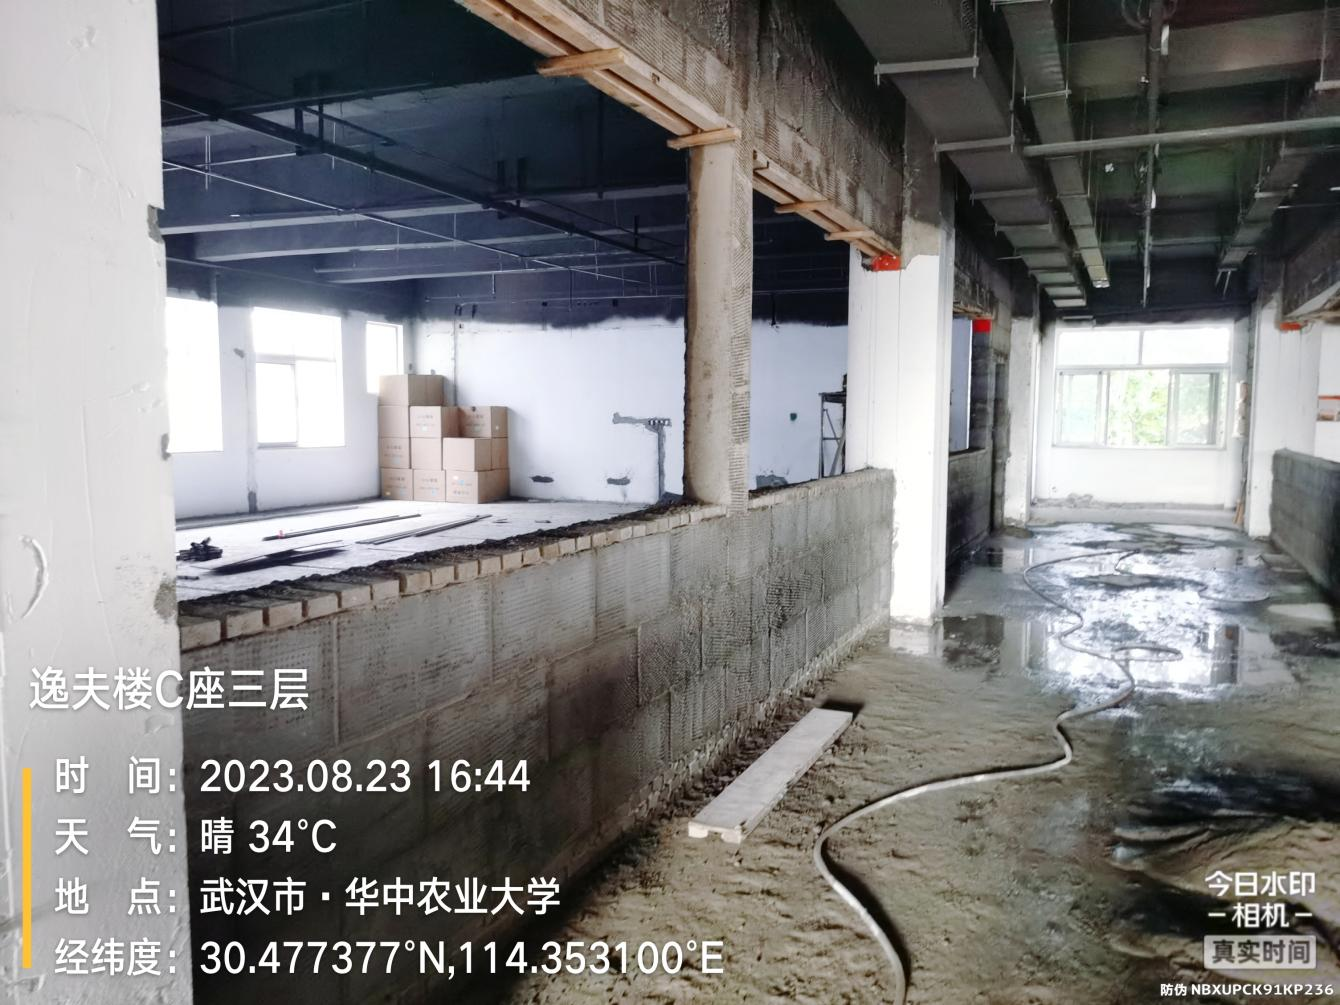 逸夫楼C座三层
时 间：2023.08.23 16:44
天 气：晴 34°C
地 点：武汉市·华中农业大学
经纬度：30.477377°N,114.353100°E
今日水印
-相机-
真实时间
防伪 NBXUPCK91KP236